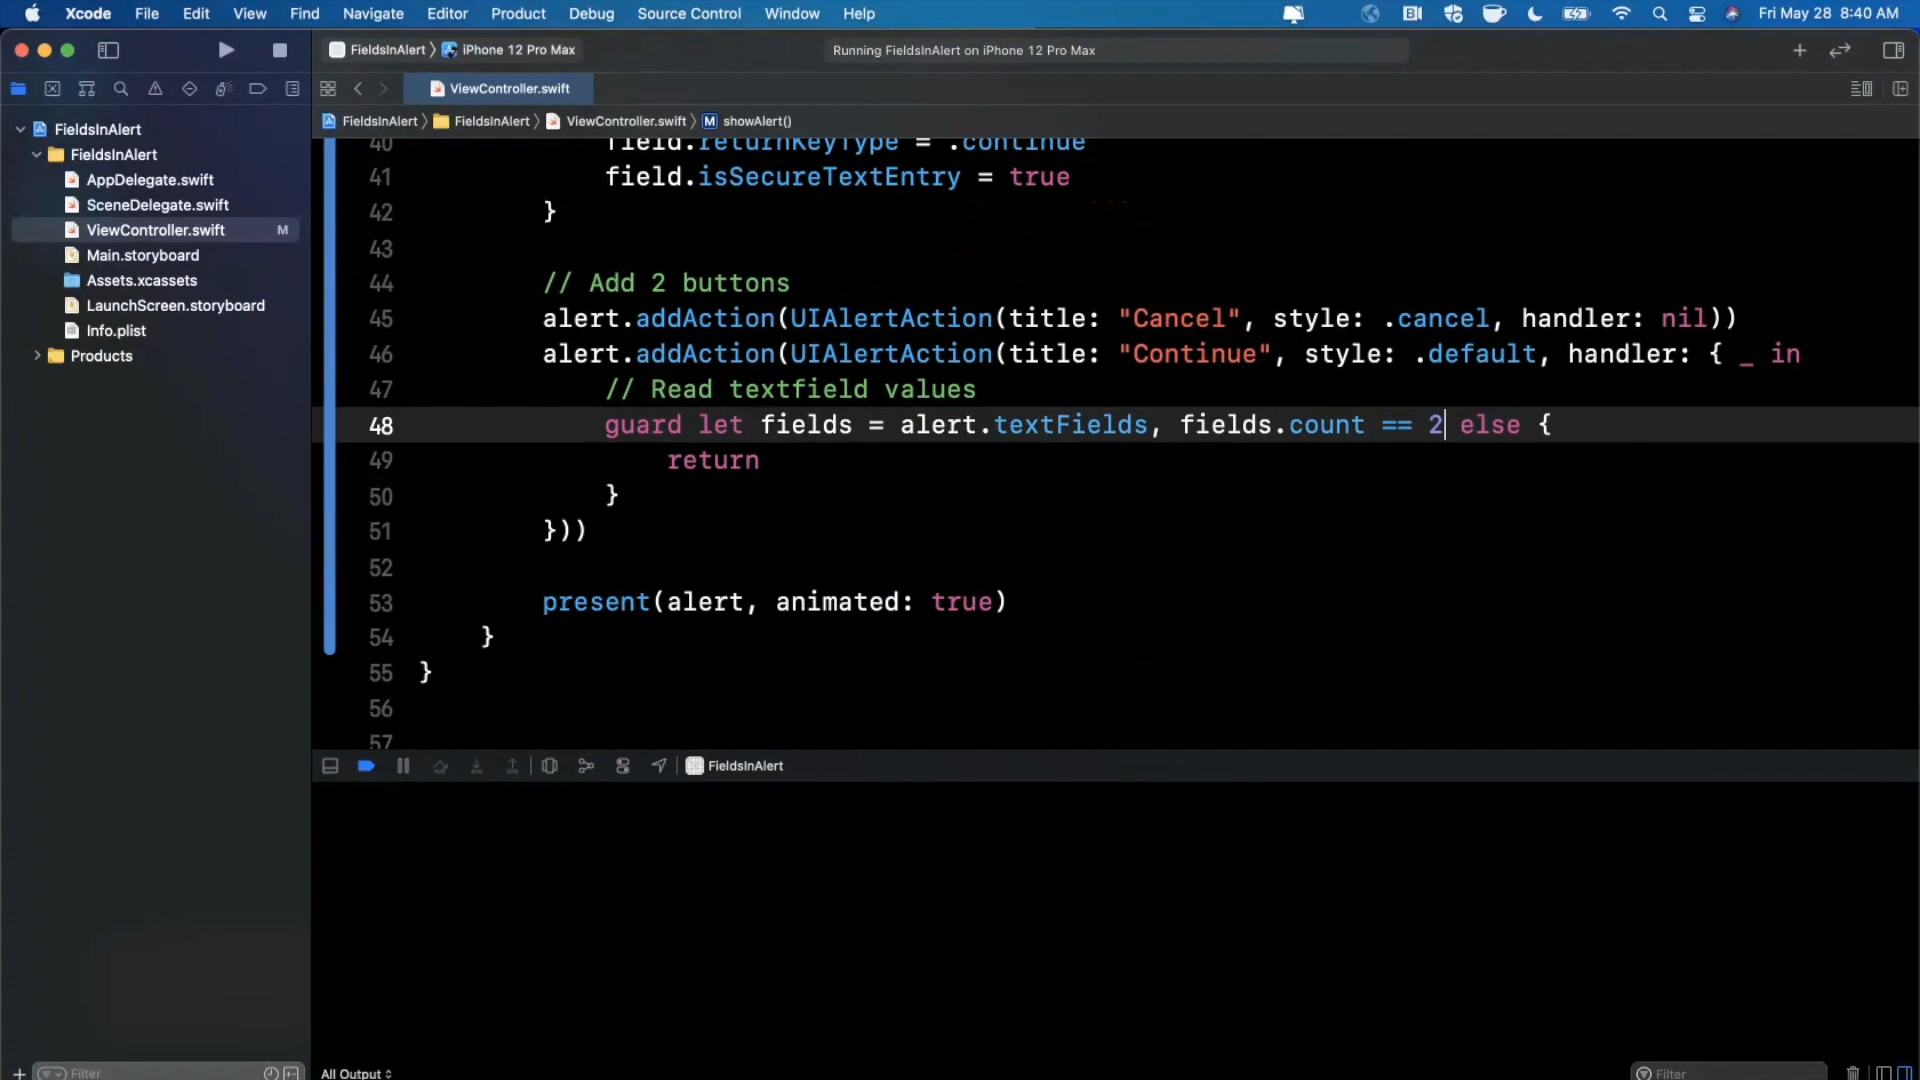 Xcode File Edit View Find Navigate Editor Product Debug Source Control Window Help Fri May 28 8:40 AM
FieldsInAlert iPhone 12 Pro Max Running FieldsInAlert on iPhone 12 Pro Max
ViewController.swift
FieldsInAlert FieldsInAlert ViewController.swift M showAlert()
FieldsInAlert
FieldsInAlert
AppDelegate.swift
SceneDelegate.swift
ViewController.swift M
Main.storyboard
Assets.xcassets
LaunchScreen.storyboard
Info.plist
Products
40 field.returnKeyType = .continue
41 field.isSecureTextEntry = true
42 }
43
44 // Add 2 buttons
45 alert.addAction(UIAlertAction(title: "Cancel", style: .cancel, handler: nil))
46 alert.addAction(UIAlertAction(title: "Continue", style: .default, handler: { _ in
47 // Read textfield values
48 guard let fields = alert.textFields, fields.count == 2 else {
49 return
50 }
51 }))
52
53 present(alert, animated: true)
54 }
55 }
56
57
FieldsInAlert
Filter
All Output
Filter